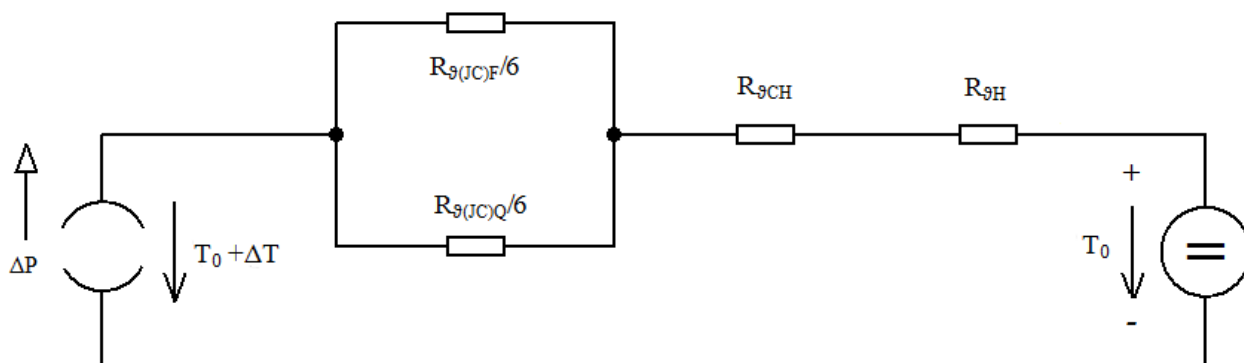 R𝜗(JC)F/6
R𝜗CH
R𝜗H
R𝜗(JC)Q/6
ΔP
T₀ +ΔT
+
T₀
=
-